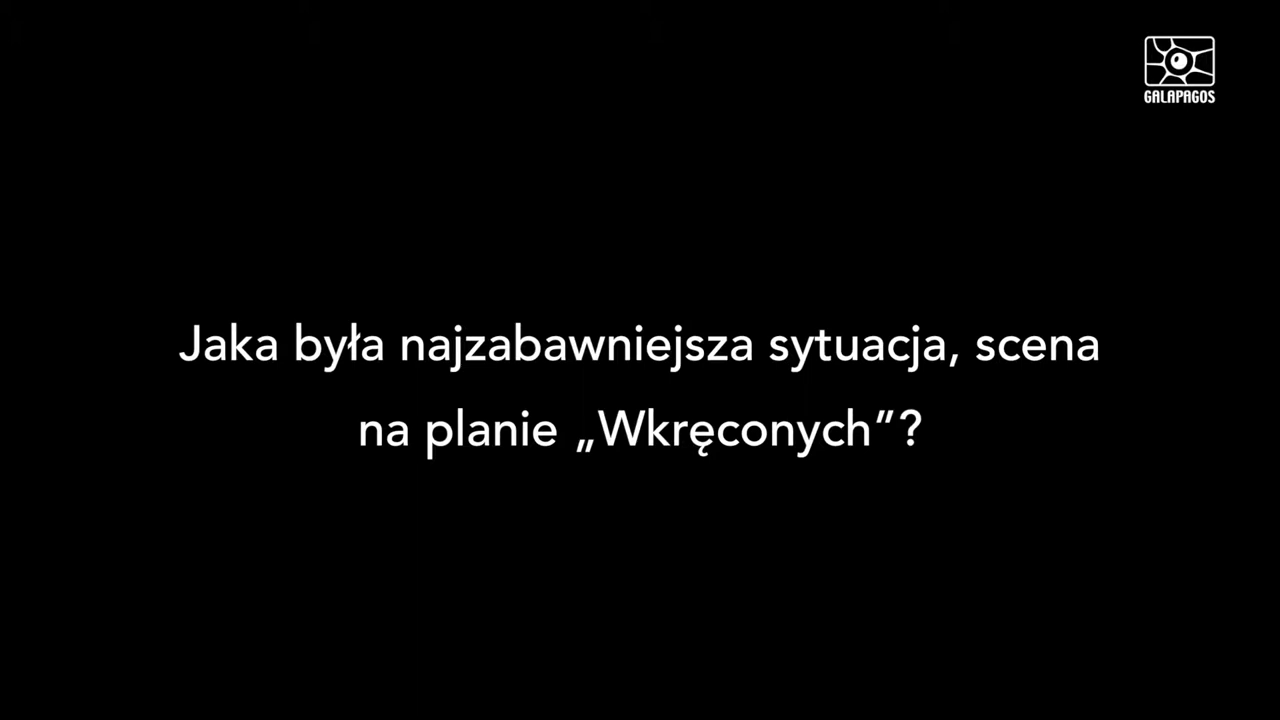 GALAPAGOS
Jaka była najzabawniejsza sytuacja, scena
na planie „Wkręconych”?